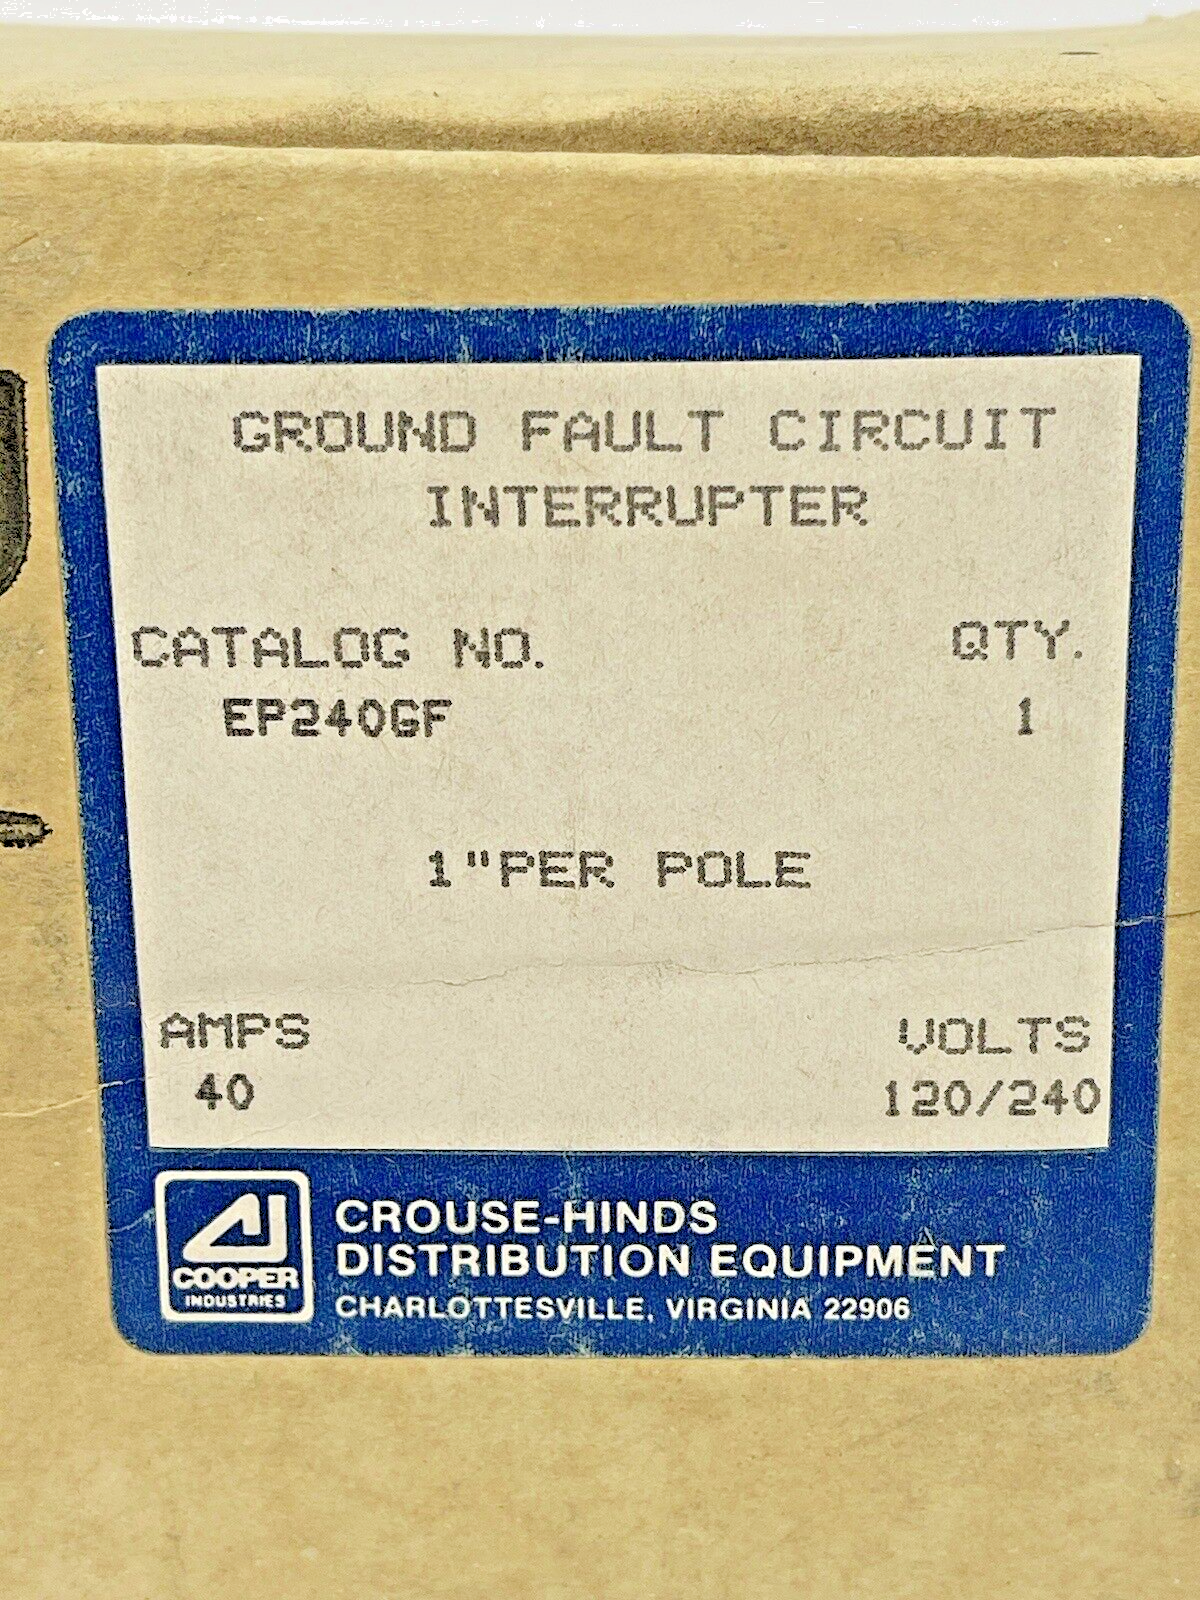 GROUND FAULT CIRCUIT
INTERRUPTER
CATALOG NO. QTY.
EP240GF 1
1"PER POLE
AMPS VOLTS
40 120/240
COOPER
INDUSTRIES
CROUSE-HINDS
DISTRIBUTION EQUIPMENT
CHARLOTTESVILLE, VIRGINIA 22906